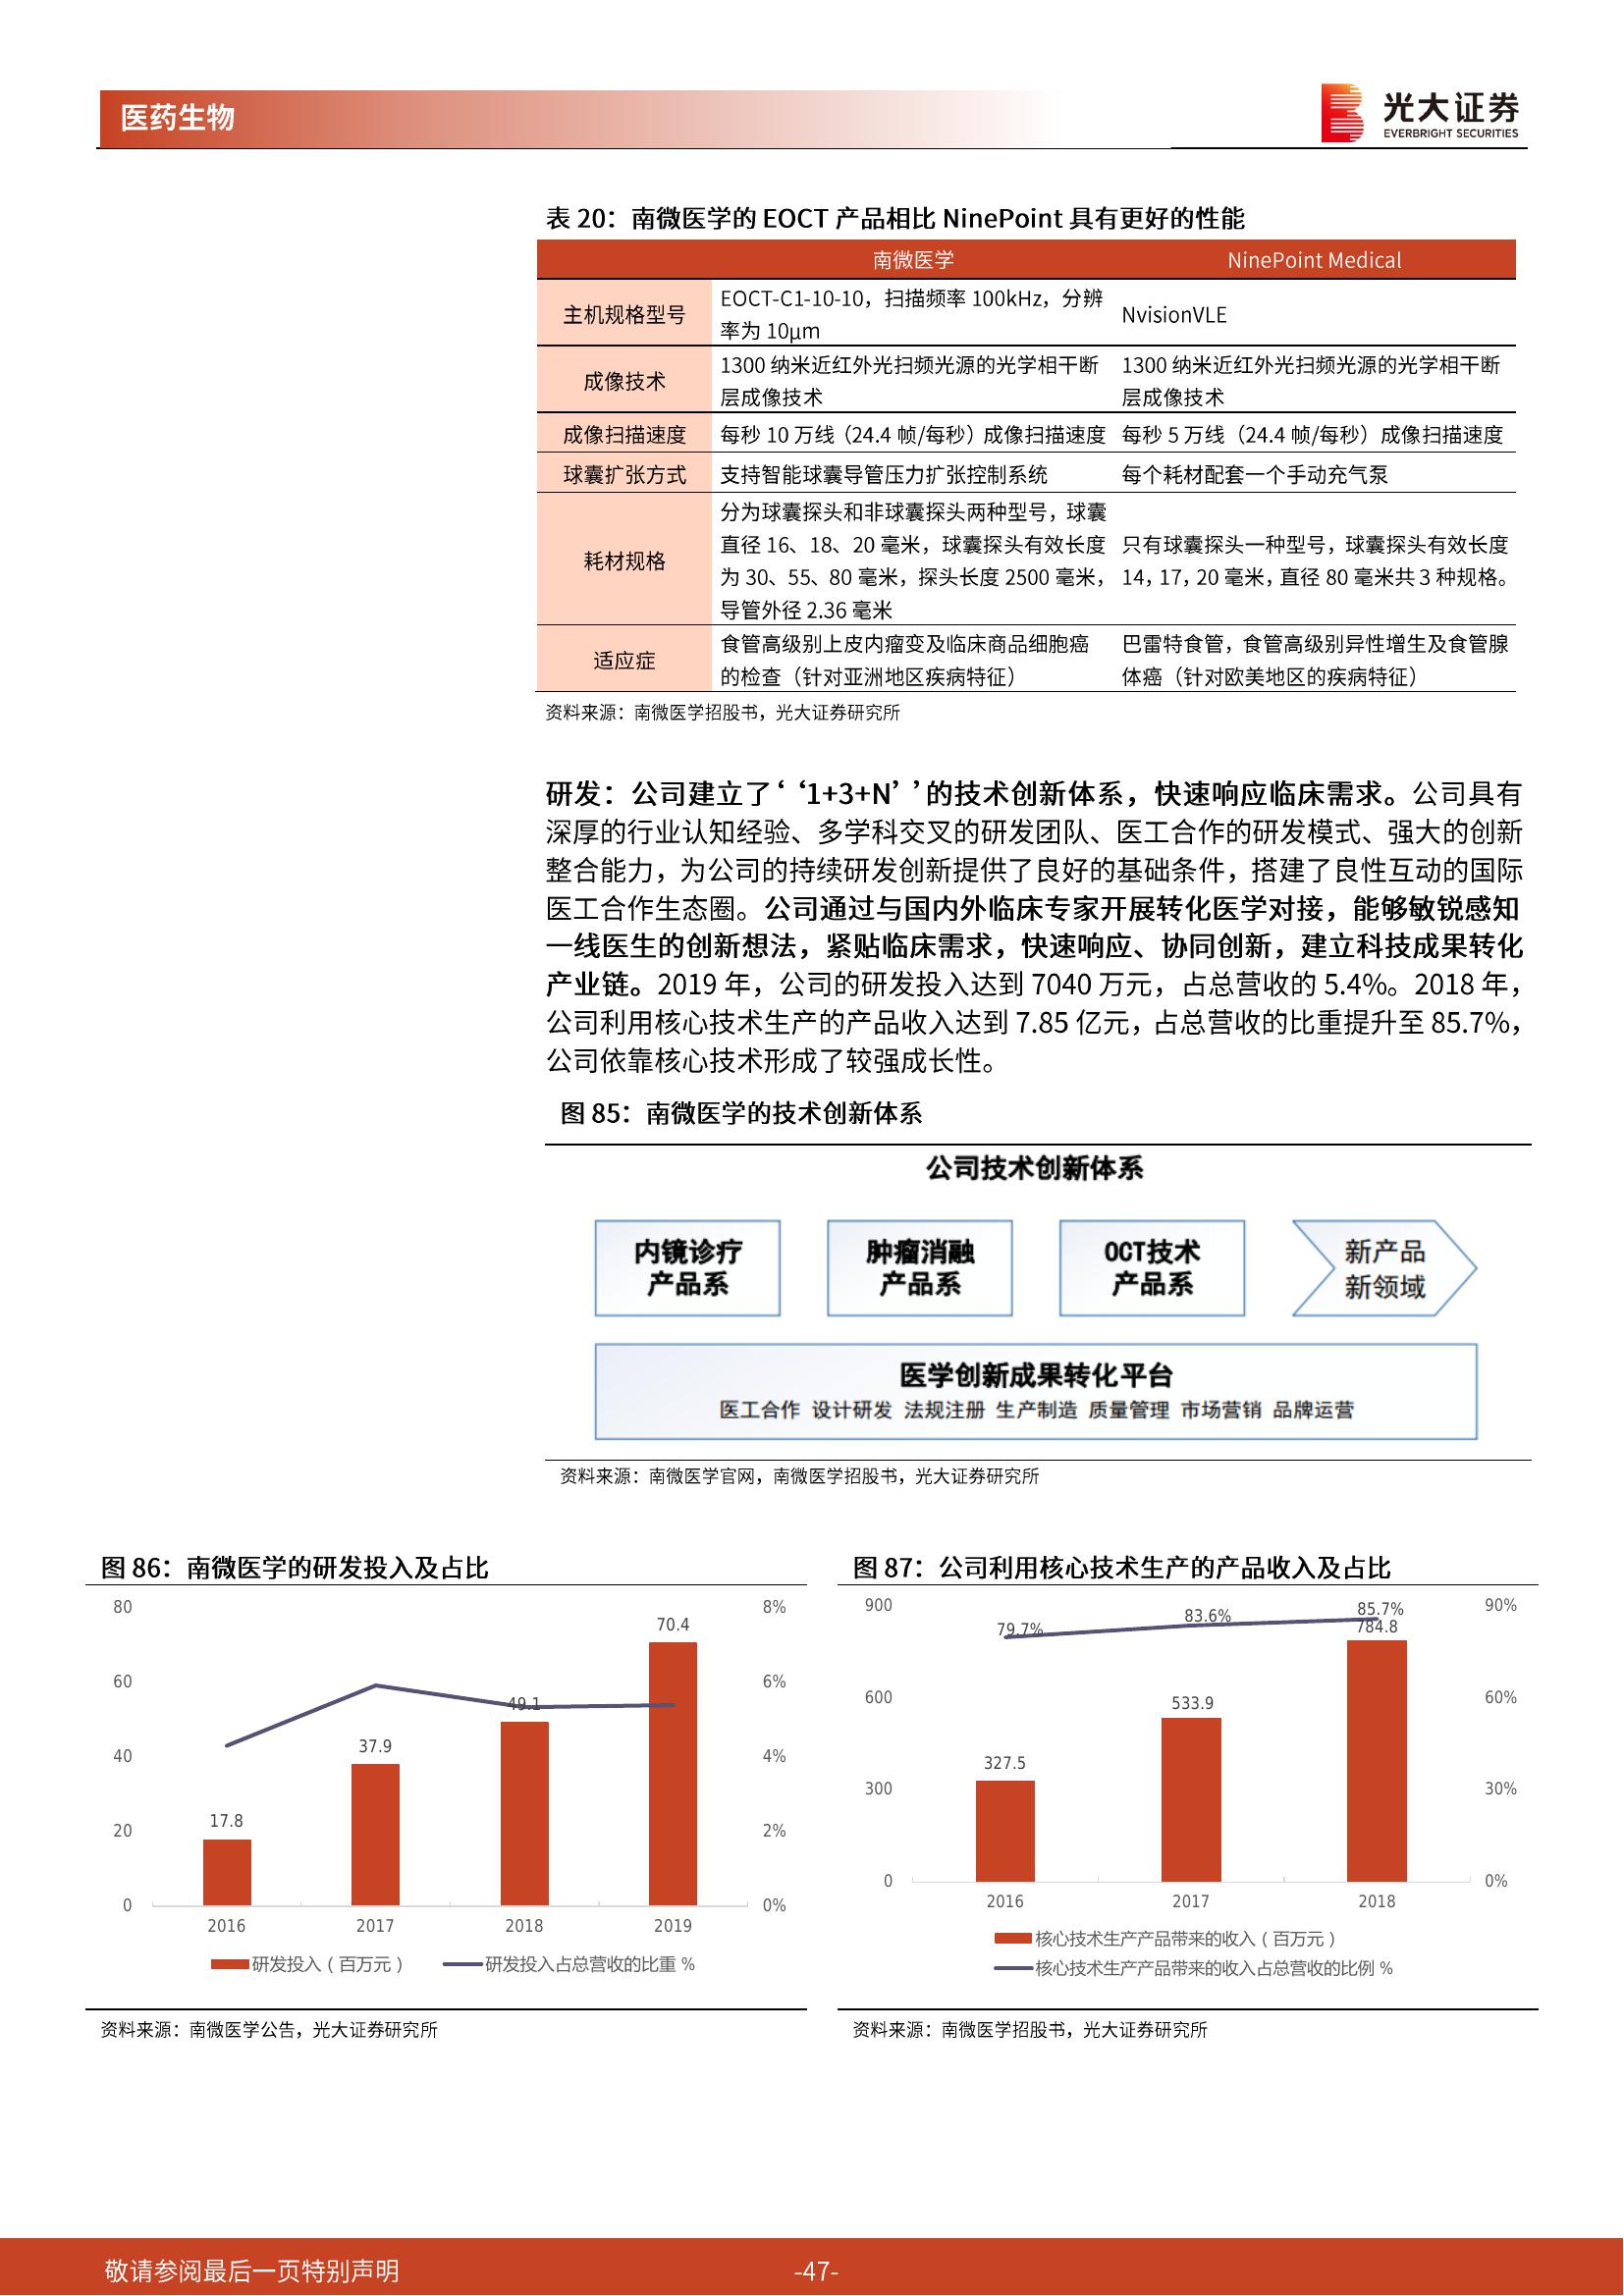 医药生物
光大证券
EVERBRIGHT SECURITIES
表 20：南微医学的 EOCT 产品相比 NinePoint 具有更好的性能
南微医学 NinePoint Medical
主机规格型号 EOCT-C1-10-10，扫描频率 100kHz，分辨
率为 10μm NvisionVLE
成像技术 1300 纳米近红外光扫频光源的光学相干断
层成像技术 1300 纳米近红外光扫频光源的光学相干断
层成像技术
成像扫描速度 每秒 10 万线（24.4 帧/每秒）成像扫描速度 每秒 5 万线（24.4 帧/每秒）成像扫描速度
球囊扩张方式 支持智能球囊导管压力扩张控制系统 每个耗材配套一个手动充气泵
耗材规格 分为球囊探头和非球囊探头两种型号，球囊
直径 16、18、20 毫米，球囊探头有效长度
为 30、55、80 毫米，探头长度 2500 毫米，
导管外径 2.36 毫米
只有球囊探头一种型号，球囊探头有效长度
14，17，20 毫米，直径 80 毫米共 3 种规格。
适应症 食管高级别上皮内瘤变及临床商品细胞癌
的检查（针对亚洲地区疾病特征）
巴雷特食管，食管高级别异性增生及食管腺
体癌（针对欧美地区的疾病特征）
资料来源：南微医学招股书，光大证券研究所
研发：公司建立了‘‘1+3+N’’的技术创新体系，快速响应临床需求。公司具有
深厚的行业认知经验、多学科交叉的研发团队、医工合作的研发模式、强大的创新
整合能力，为公司的持续研发创新提供了良好的基础条件，搭建了良性互动的国际
医工合作生态圈。公司通过与国内外临床专家开展转化医学对接，能够敏锐感知
一线医生的创新想法，紧贴临床需求，快速响应、协同创新，建立科技成果转化
产业链。2019 年，公司的研发投入达到 7040 万元，占总营收的 5.4%。2018 年，
公司利用核心技术生产的产品收入达到 7.85 亿元，占总营收的比重提升至 85.7%，
公司依靠核心技术形成了较强成长性。
图 85：南微医学的技术创新体系
公司技术创新体系
内镜诊疗
产品系
肿瘤消融
产品系
OCT技术
产品系
新产品
新领域
医学创新成果转化平台
医工合作 设计研发 法规注册 生产制造 质量管理 市场营销 品牌运营
资料来源：南微医学官网，南微医学招股书，光大证券研究所
图 86：南微医学的研发投入及占比
80 8%
70.4
60 6%
49.1
40 4%
37.9
20 2%
17.8
0 0%
2016 2017 2018 2019
研发投入（百万元） 研发投入占总营收的比重 %
资料来源：南微医学公告，光大证券研究所
图 87：公司利用核心技术生产的产品收入及占比
900 90%
79.7% 83.6% 85.7%
784.8
600 60%
533.9
327.5
300 30%
0 0%
2016 2017 2018
核心技术生产产品带来的收入（百万元）
核心技术生产产品带来的收入占总营收的比例 %
资料来源：南微医学招股书，光大证券研究所
敬请参阅最后一页特别声明 -47-